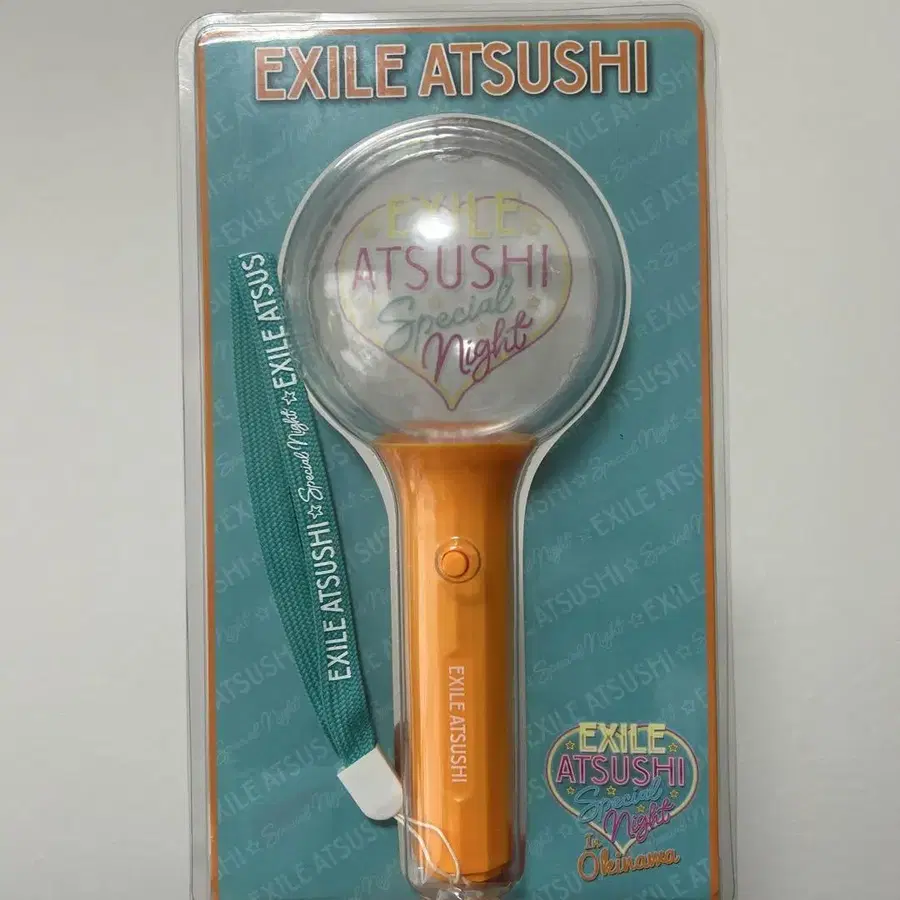 EXILE ATSUSHI
EXILE
ATSUSHI
Special
Night
EXILE ATSUSHI☆Special Night☆EXILE ATSUS
EXILE ATSUSHI
EXILE
ATSUSHI
Special
Night
In
Okinawa